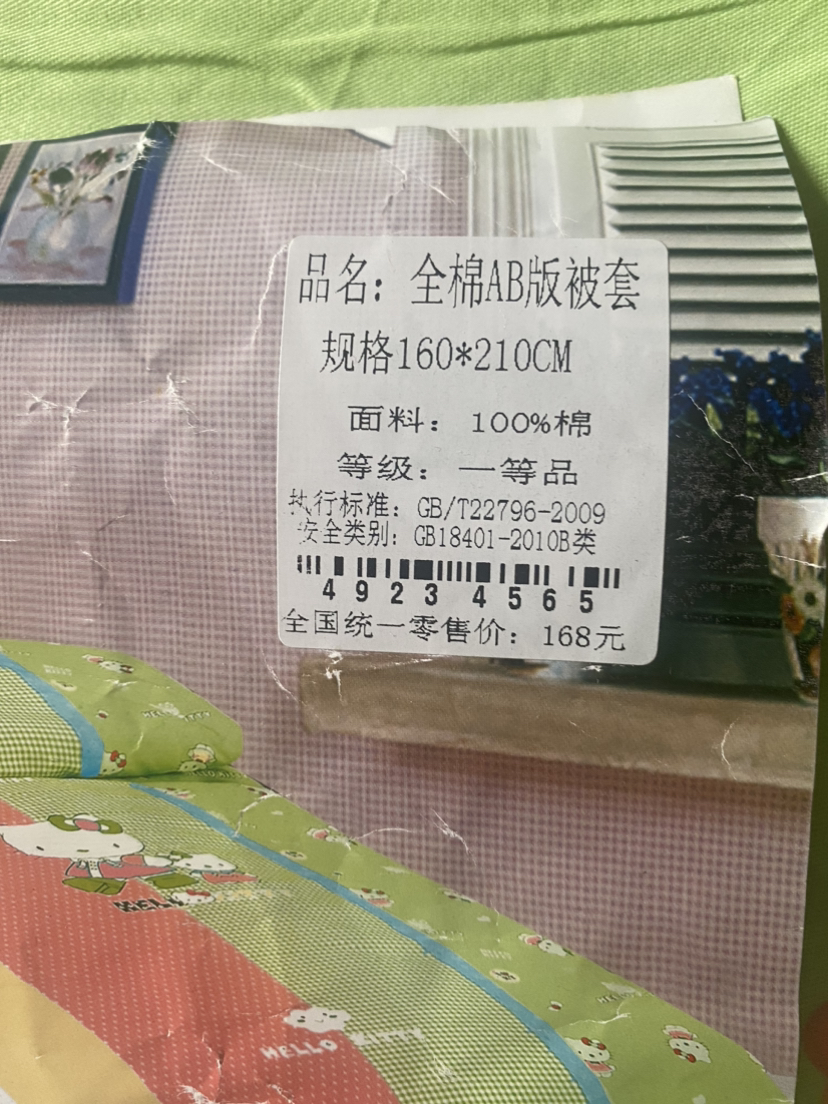 品名：全棉AB版被套
规格160*210CM
面料：100%棉
等级：一等品
执行标准：GB/T22796-2009
安全类别：GB18401-2010B类
4923 4565
全国统一零售价：168元
HELLO KITTY